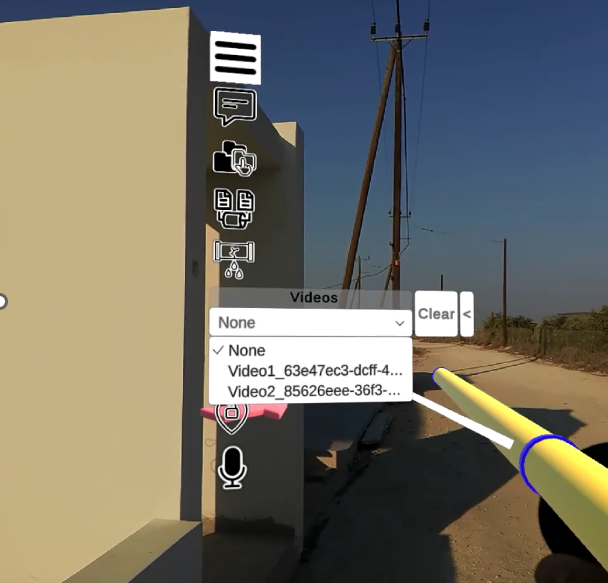 Videos
None
Clear
<
None
Video1_63e47ec3-dcff-4...
Video2_85626eee-36f3-...